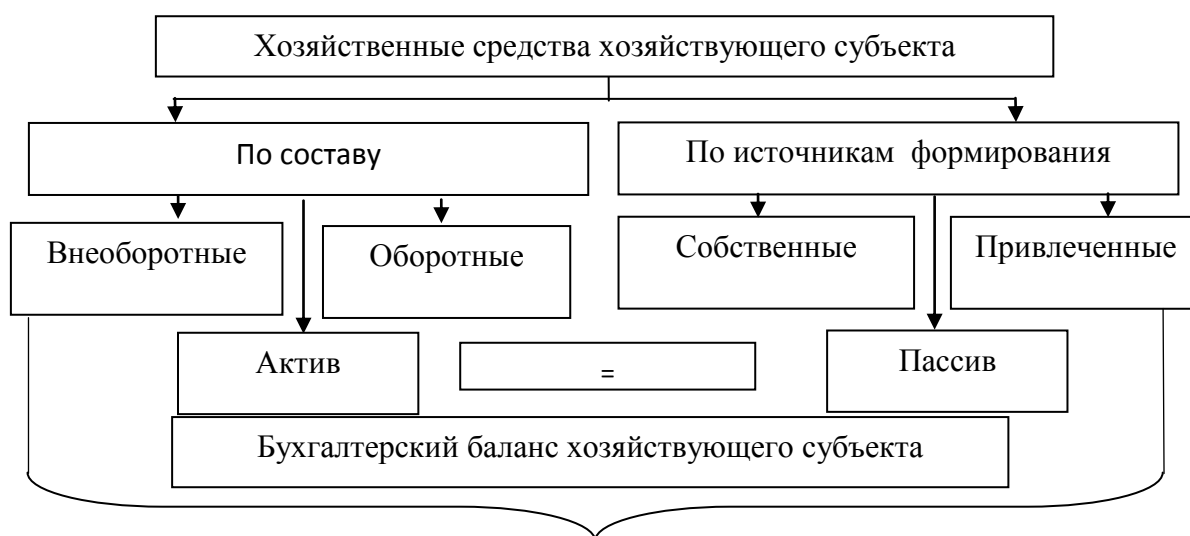 Хозяйственные средства хозяйствующего субъекта
По составу
По источникам формирования
Внеоборотные
Оборотные
Собственные
Привлеченные
Актив
=
Пассив
Бухгалтерский баланс хозяйствующего субъекта